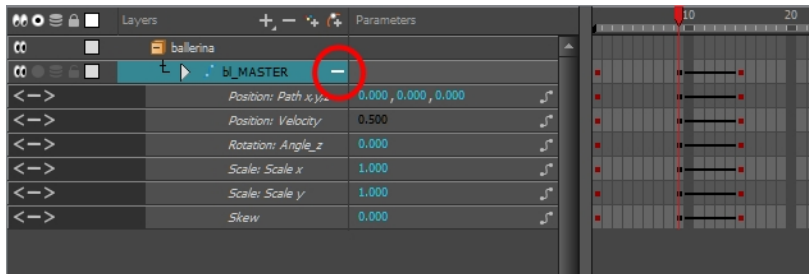 Layers Parameters 10 20
ballerina
bl_MASTER
Position: Path x,y,z 0.000 , 0.000 , 0.000
Position: Velocity 0.500
Rotation: Angle_z 0.000
Scale: Scale x 1.000
Scale: Scale y 1.000
Skew 0.000